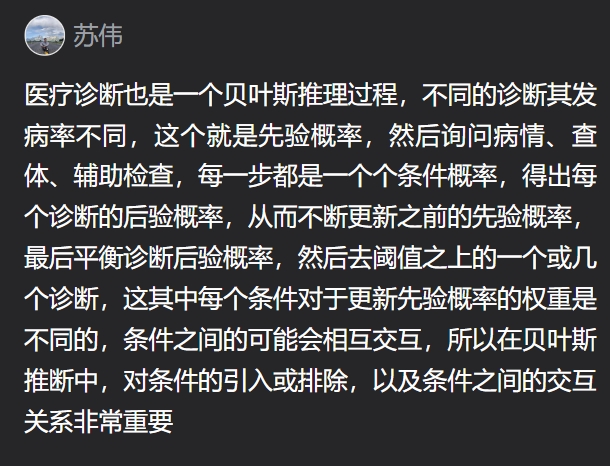 苏伟
医疗诊断也是一个贝叶斯推理过程，不同的诊断其发
病率不同，这个就是先验概率，然后询问病情、查
体、辅助检查，每一步都是一个个条件概率，得出每
个诊断的后验概率，从而不断更新之前的先验概率，
最后平衡诊断后验概率，然后去阈值之上的一个或几
个诊断，这其中每个条件对于更新先验概率的权重是
不同的，条件之间的可能会相互交互，所以在贝叶斯
推断中，对条件的引入或排除，以及条件之间的交互
关系非常重要